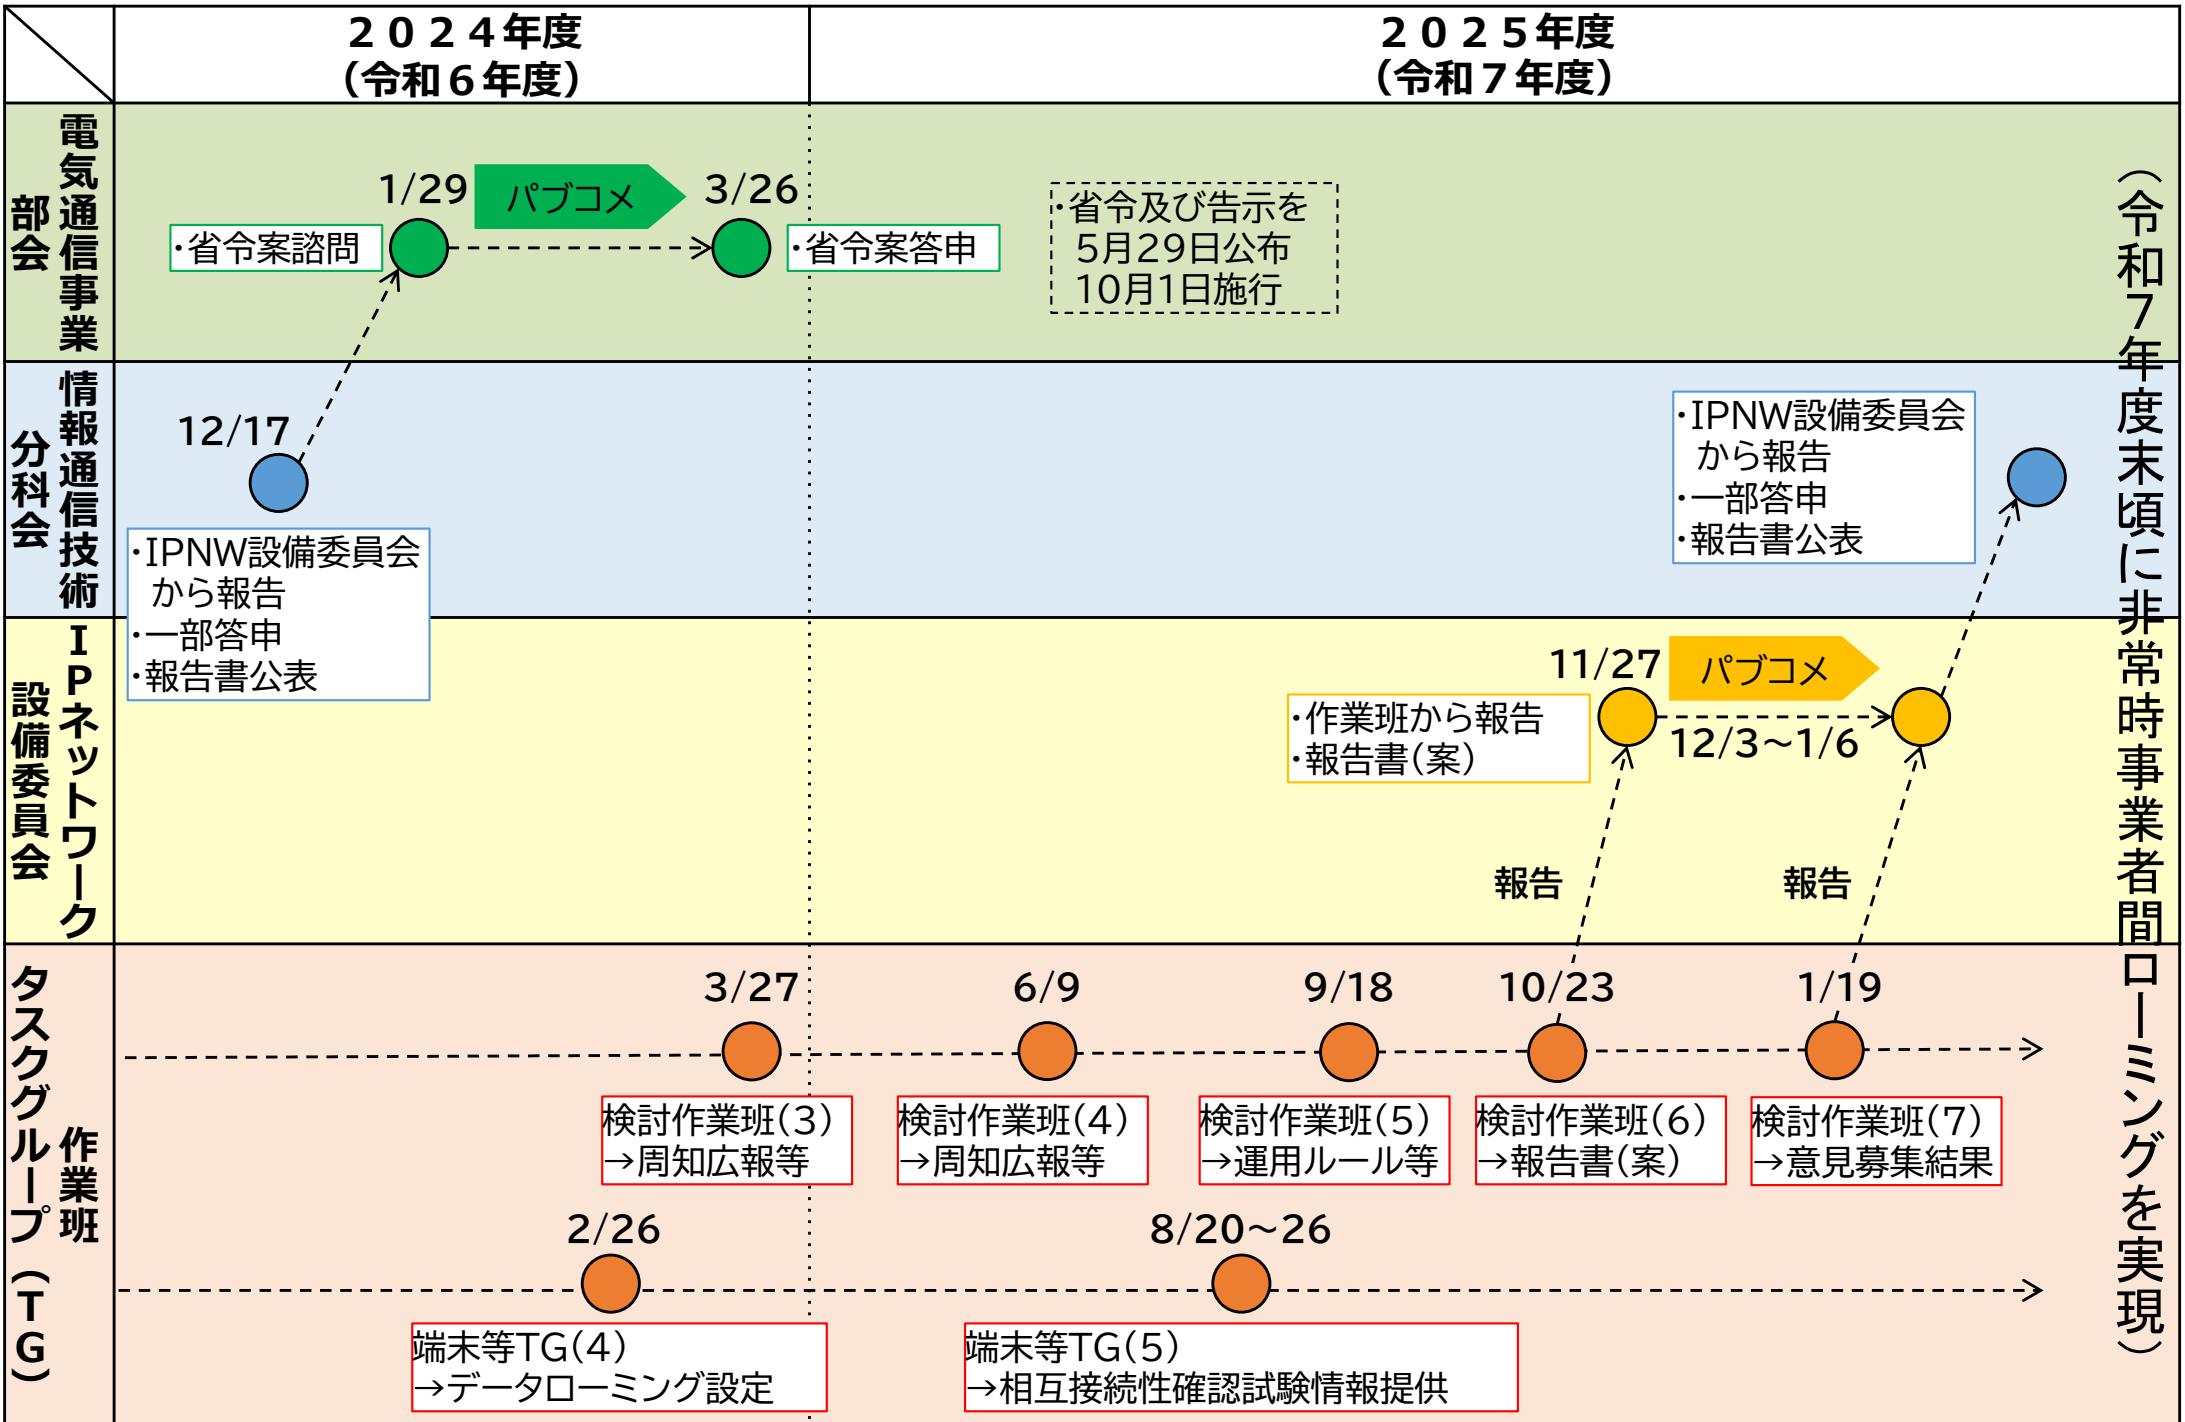 ２０２４年度
（令和６年度）
２０２５年度
（令和７年度）
電気通信事業
部会
1/29
パブコメ
3/26
・省令案諮問
・省令案答申
・省令及び告示を
5月29日公布
10月1日施行
情報通信技術
分科会
12/17
・IPNW設備委員会
から報告
・一部答申
・報告書公表
・IPNW設備委員会
から報告
・一部答申
・報告書公表
ＩＰネットワーク
設備委員会
11/27
パブコメ
12/3～1/6
・作業班から報告
・報告書(案)
報告
報告
作業班
タスクグループ（ＴＧ）
3/27
6/9
9/18
10/23
1/19
検討作業班(3)
→周知広報等
検討作業班(4)
→周知広報等
検討作業班(5)
→運用ルール等
検討作業班(6)
→報告書(案)
検討作業班(7)
→意見募集結果
2/26
8/20～26
端末等TG(4)
→データローミング設定
端末等TG(5)
→相互接続性確認試験情報提供
（令和７年度末頃に非常時事業者間ローミングを実現）